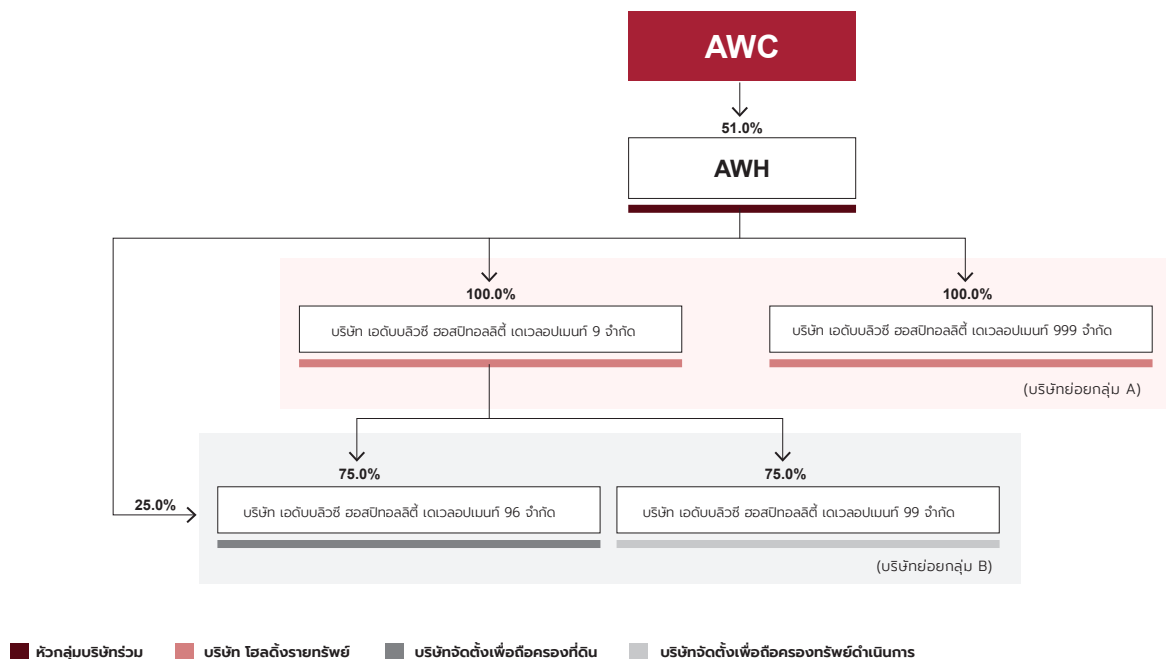 AWC
51.0%
AWH
100.0%
100.0%
บริษัท เอดับบลิวซี ฮอสปิทอลลิตี้ เดเวลอปเมนท์ 9 จำกัด
บริษัท เอดับบลิวซี ฮอสปิทอลลิตี้ เดเวลอปเมนท์ 999 จำกัด
(บริษัทย่อยกลุ่ม A)
75.0%
75.0%
25.0%
บริษัท เอดับบลิวซี ฮอสปิทอลลิตี้ เดเวลอปเมนท์ 96 จำกัด
บริษัท เอดับบลิวซี ฮอสปิทอลลิตี้ เดเวลอปเมนท์ 99 จำกัด
(บริษัทย่อยกลุ่ม B)
หัวกลุ่มบริษัทร่วม
บริษัท โฮลดิ้งรายทรัพย์
บริษัทจัดตั้งเพื่อถือครองที่ดิน
บริษัทจัดตั้งเพื่อถือครองทรัพย์ดำเนินการ